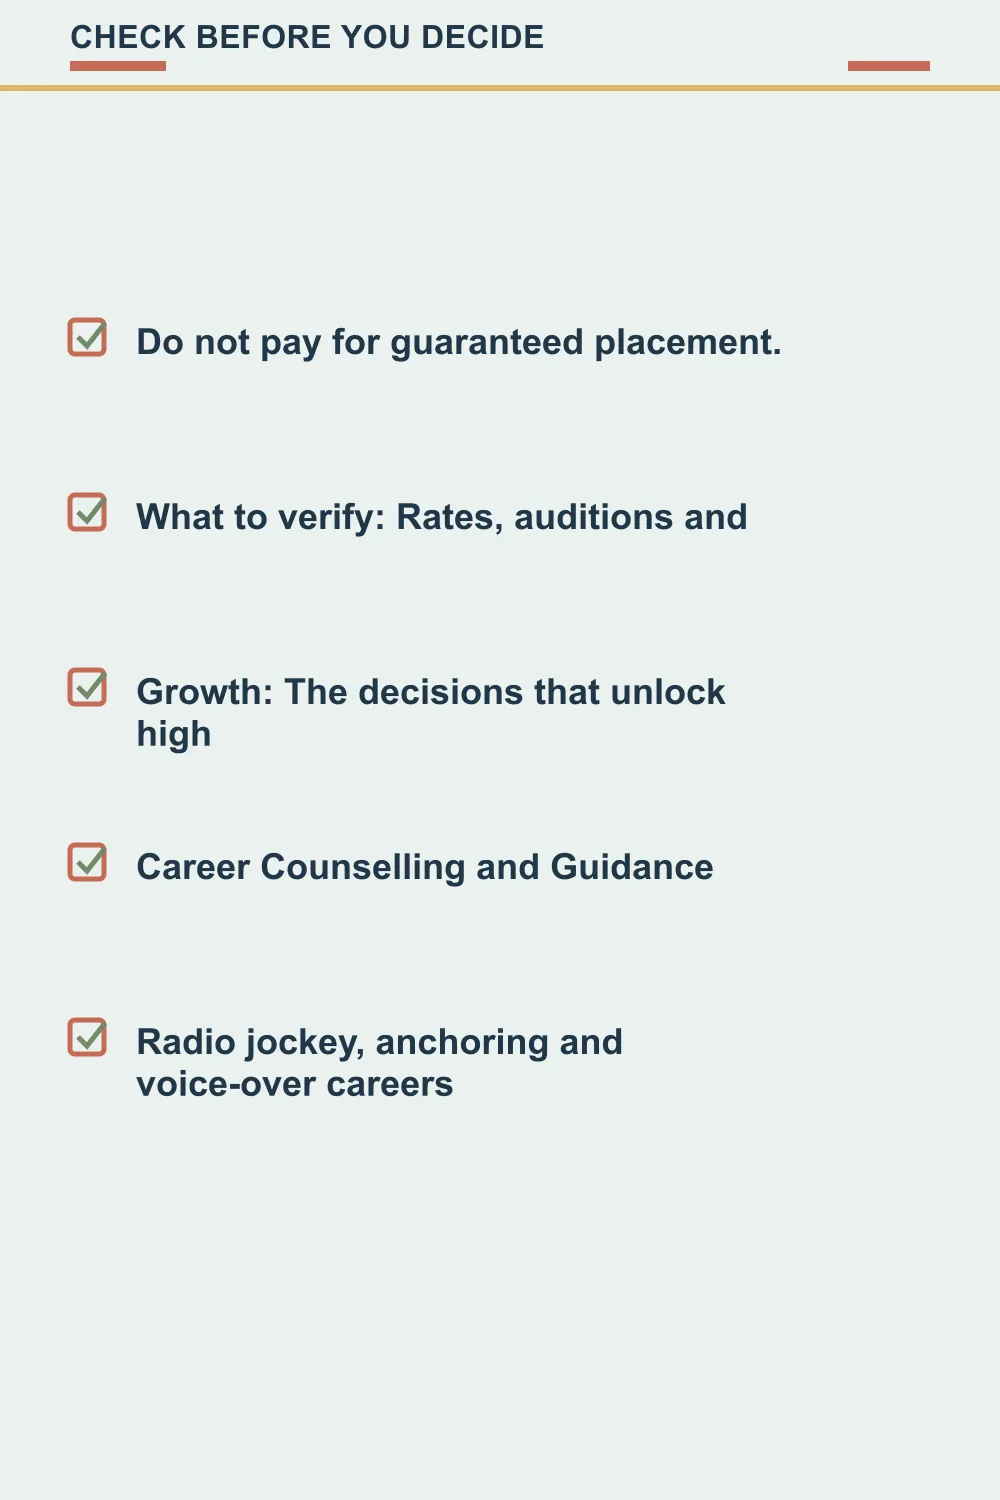 CHECK BEFORE YOU DECIDE
Do not pay for guaranteed placement.
What to verify: Rates, auditions and
Growth: The decisions that unlock
high
Career Counselling and Guidance
Radio jockey, anchoring and
voice-over careers